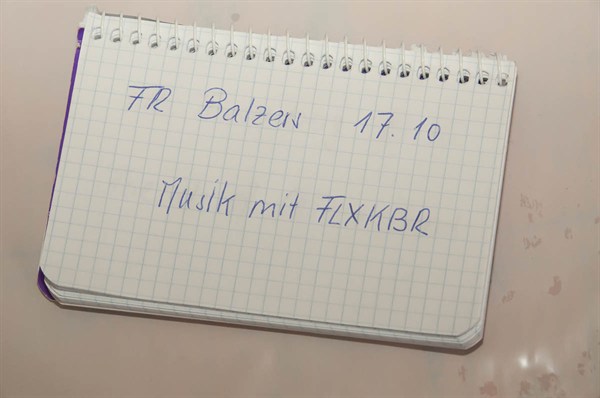 FR Balzen 17.10
Musik mit FLXKBR